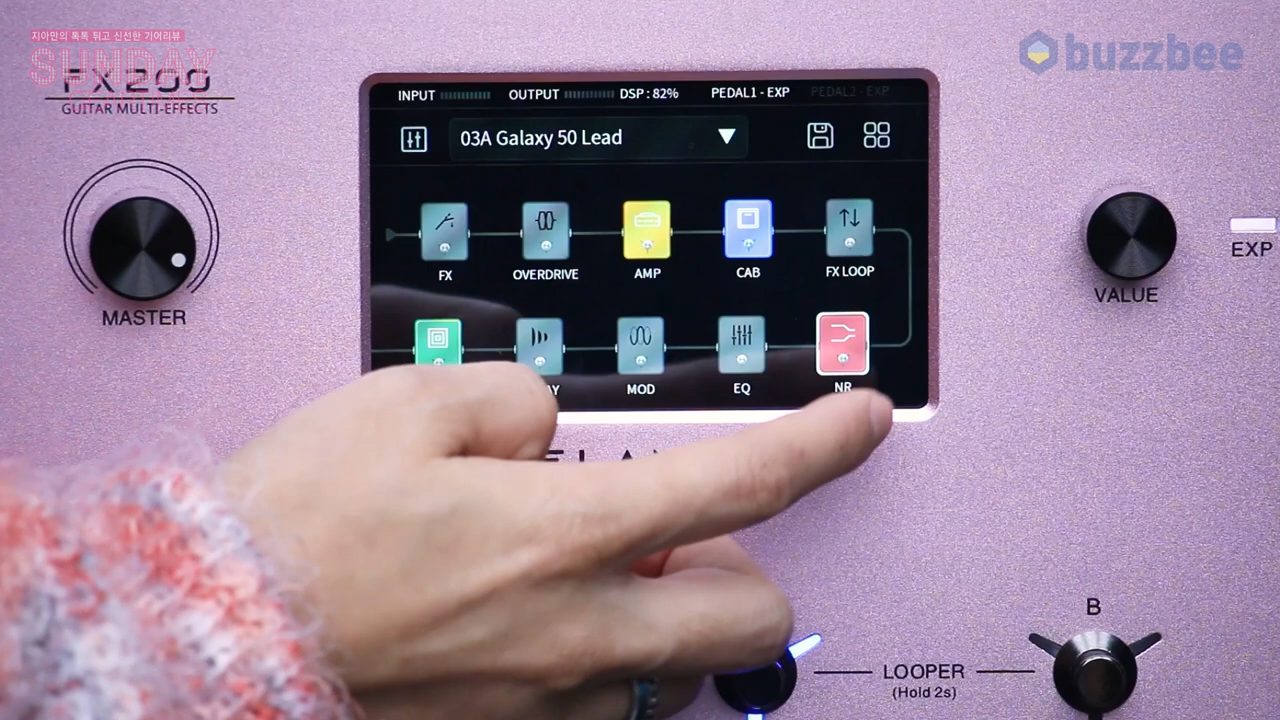 지아만의 톡톡 튀고 신선한 기어리뷰
SUNDAY
buzzbee
FX200
GUITAR MULTI-EFFECTS
INPUT
OUTPUT
DSP: 82%
PEDAL1 - EXP
PEDAL2 - EXP
03A Galaxy 50 Lead
FX
OVERDRIVE
AMP
CAB
FX LOOP
MOD
EQ
NR
MASTER
VALUE
EXP
B
LOOPER
(Hold 2s)